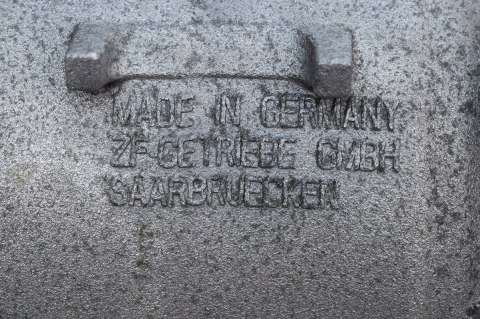 MADE IN GERMANY
ZF-GETRIEBE GMBH
SAARBRUECKEN